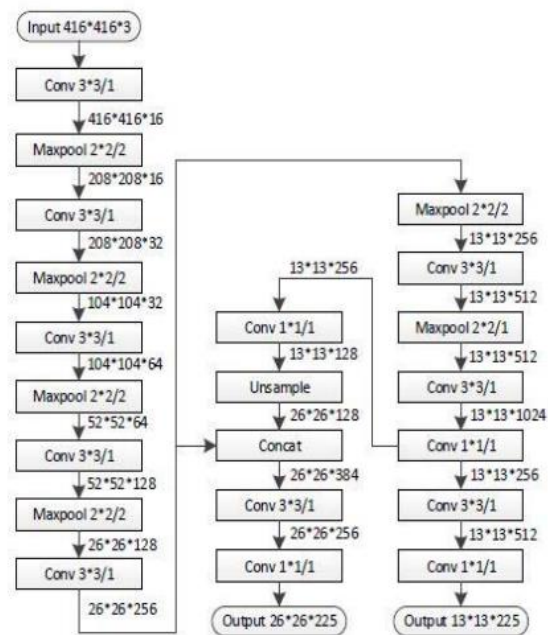 Input 416*416*3
Conv 3*3/1
416*416*16
Maxpool 2*2/2
208*208*16
Conv 3*3/1
208*208*32
Maxpool 2*2/2
104*104*32
Conv 3*3/1
104*104*64
Maxpool 2*2/2
52*52*64
Conv 3*3/1
52*52*128
Maxpool 2*2/2
26*26*128
Conv 3*3/1
26*26*256
13*13*256
Conv 1*1/1
13*13*128
Unsample
26*26*128
Concat
26*26*384
Conv 3*3/1
26*26*256
Conv 1*1/1
Output 26*26*225
Maxpool 2*2/2
13*13*256
Conv 3*3/1
13*13*512
Maxpool 2*2/1
13*13*512
Conv 3*3/1
13*13*1024
Conv 1*1/1
13*13*256
Conv 3*3/1
13*13*512
Conv 1*1/1
Output 13*13*225